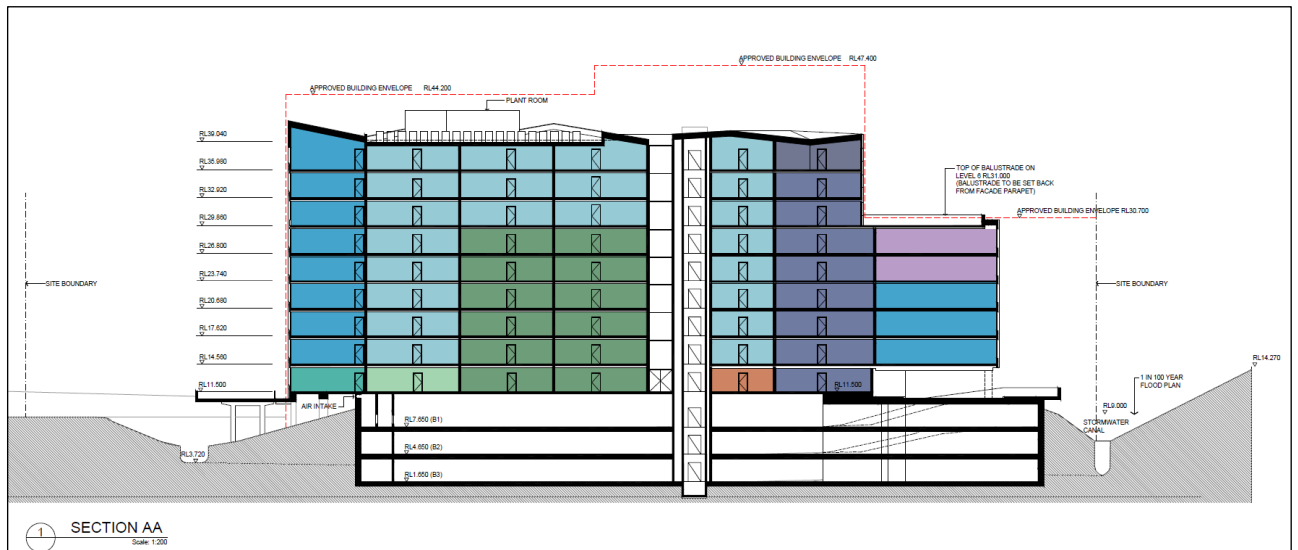 APPROVED BUILDING ENVELOPE RL47.400
APPROVED BUILDING ENVELOPE RL44.200
PLANT ROOM
RL39.040
RL35.980
RL32.920
RL29.860
RL26.800
RL23.740
RL20.680
RL17.620
RL14.560
RL11.500
TOP OF BALUSTRADE ON
LEVEL 6 RL31.000
(BALUSTRADE TO BE SET BACK
FROM FACADE PARAPET)
APPROVED BUILDING ENVELOPE RL30.700
SITE BOUNDARY
SITE BOUNDARY
RL14.270
1 IN 100 YEAR
FLOOD PLAN
RL9.000
STORMWATER
CANAL
RL11.500
AIR INTAKE
RL7.650 (B1)
RL4.650 (B2)
RL1.650 (B3)
RL3.720
1
SECTION AA
Scale: 1:200